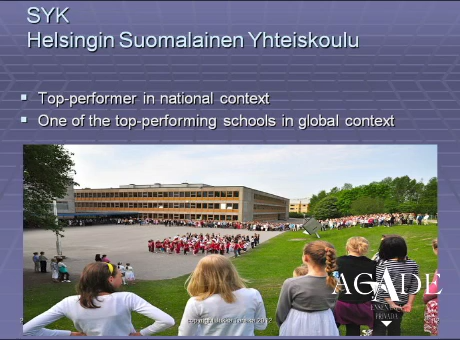 SYK
Helsingin Suomalainen Yhteiskoulu
Top-performer in national context
One of the top-performing schools in global context
AGADE
PRIVATE